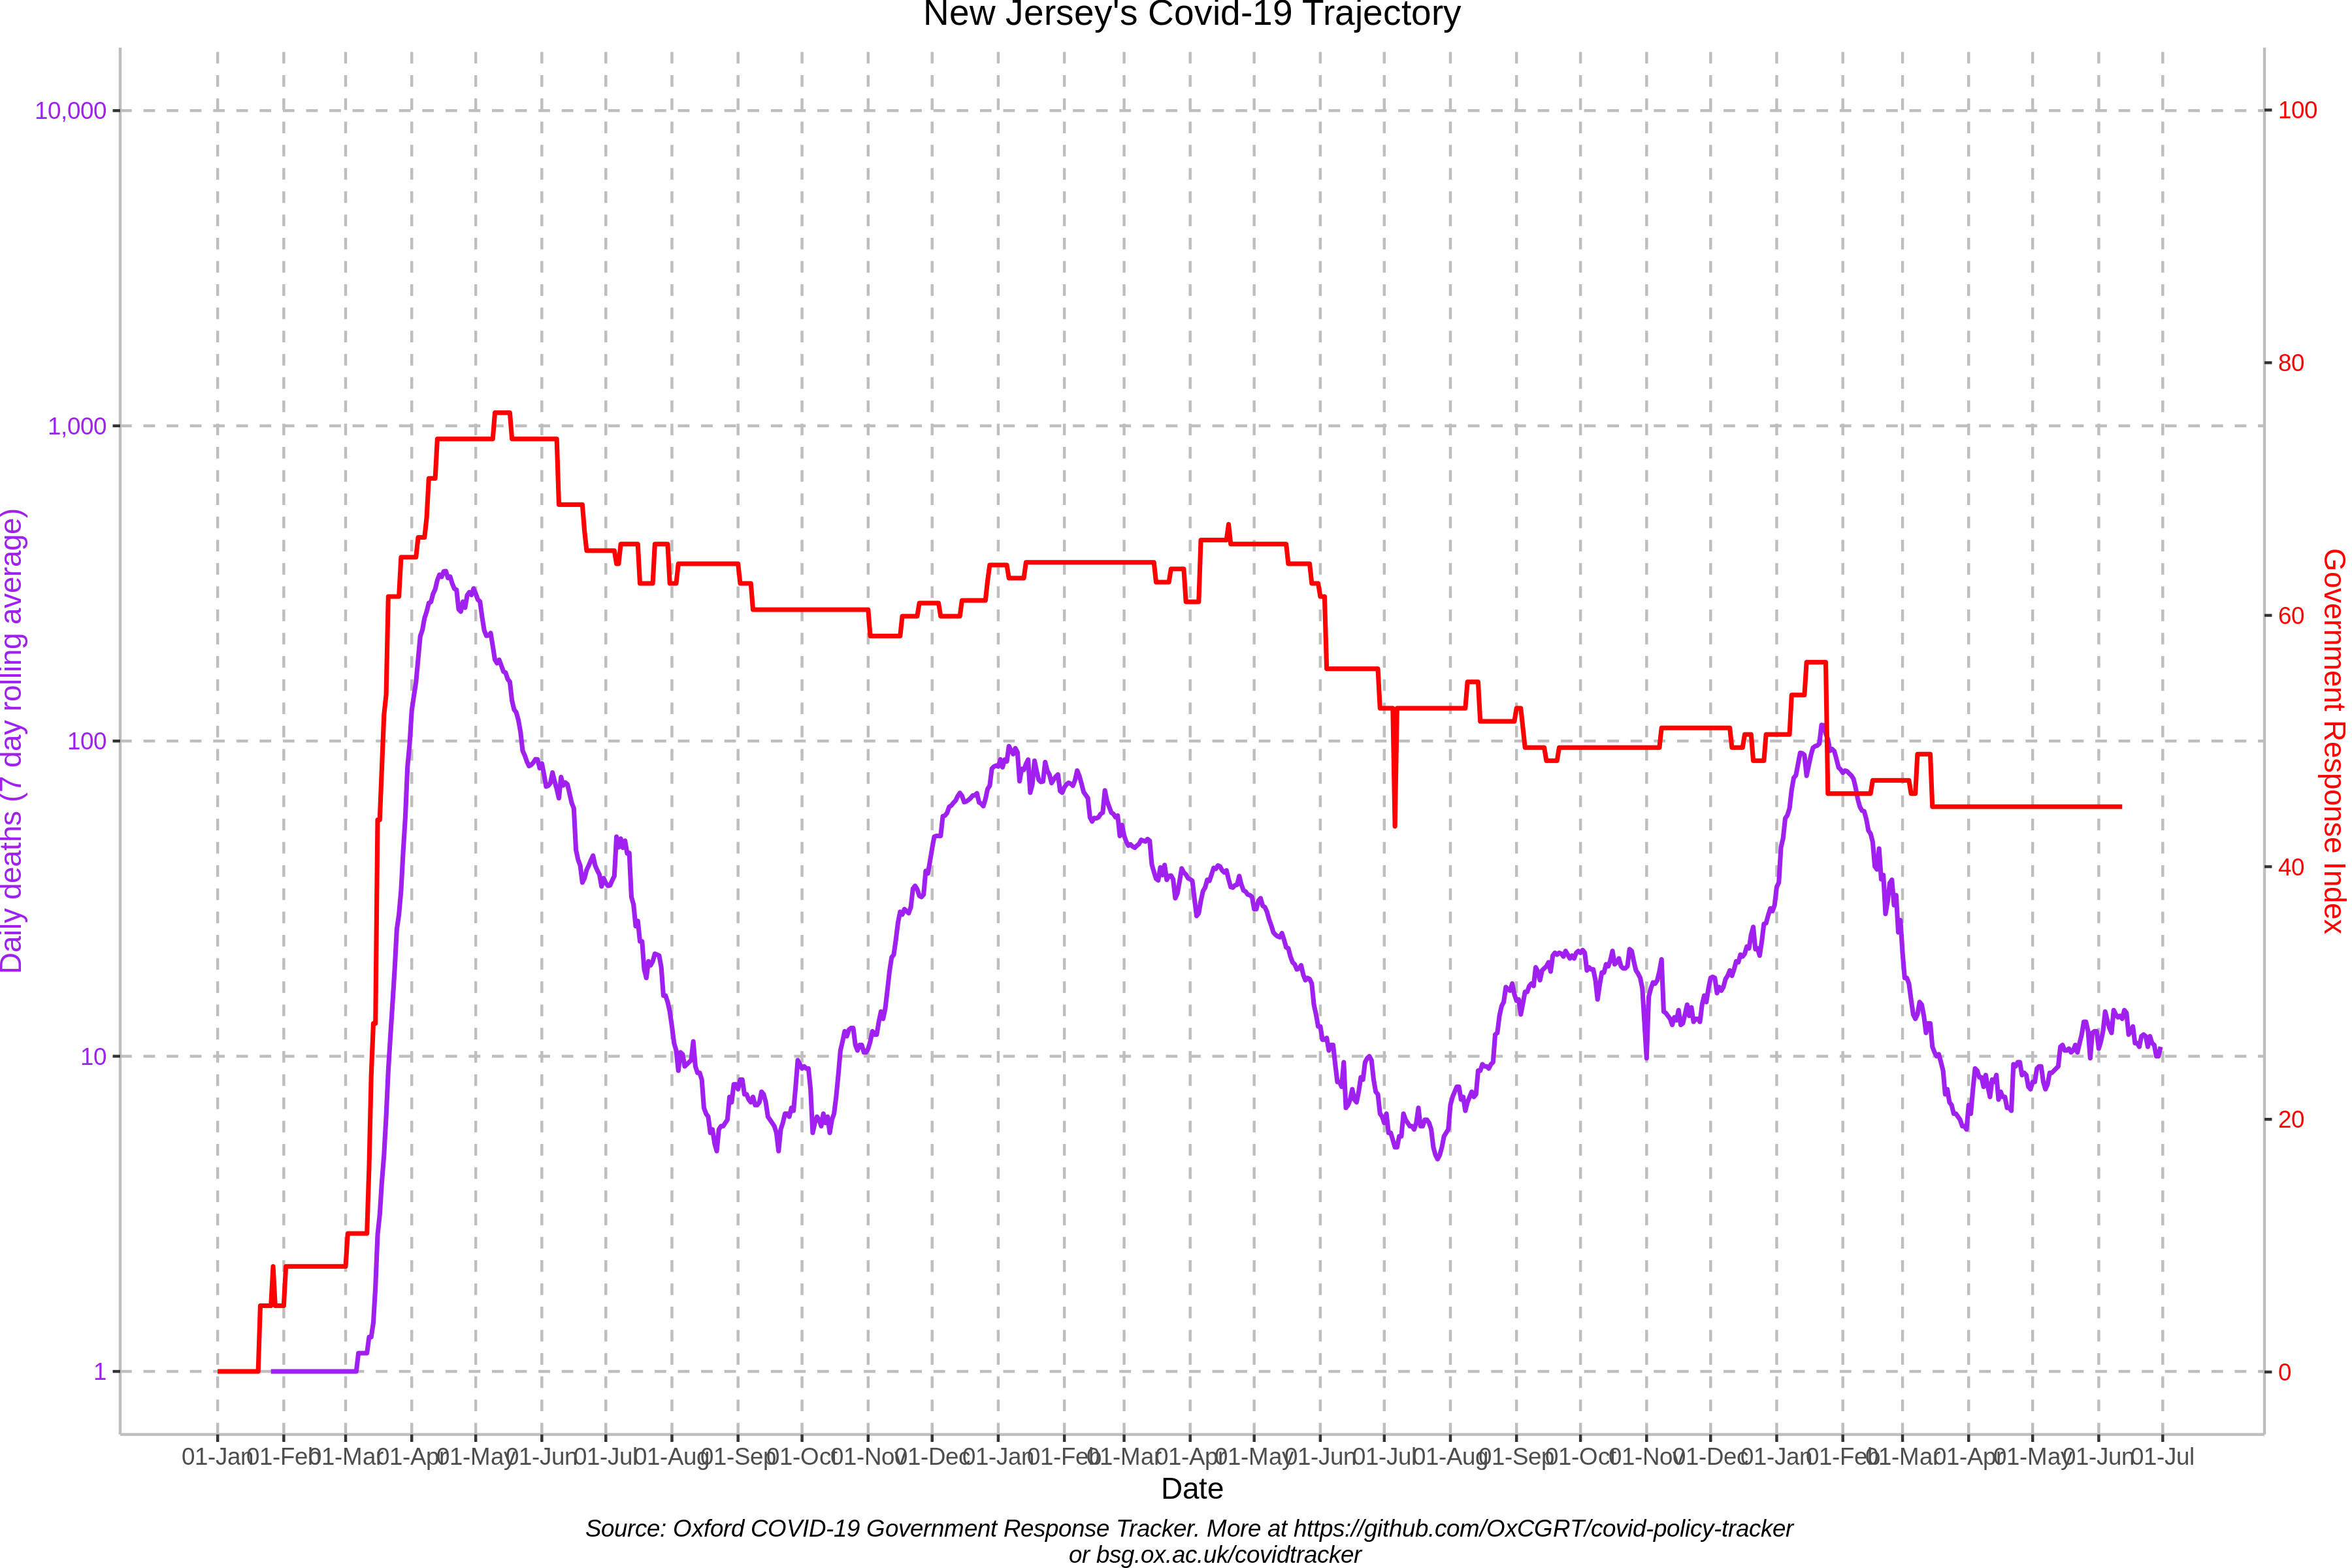 New Jersey's Covid-19 Trajectory
10,000
1,000
100
10
1
Daily deaths (7 day rolling average)
100
80
60
40
20
0
Government Response Index
01-Jan 01-Feb 01-Mar 01-Apr 01-May 01-Jun 01-Jul 01-Aug 01-Sep 01-Oct 01-Nov 01-Dec 01-Jan 01-Feb 01-Mar 01-Apr 01-May 01-Jun 01-Jul 01-Aug 01-Sep 01-Oct 01-Nov 01-Dec 01-Jan 01-Feb 01-Mar 01-Apr 01-May 01-Jun 01-Jul
Date
Source: Oxford COVID-19 Government Response Tracker. More at https://github.com/OxCGRT/covid-policy-tracker
or bsg.ox.ac.uk/covidtracker